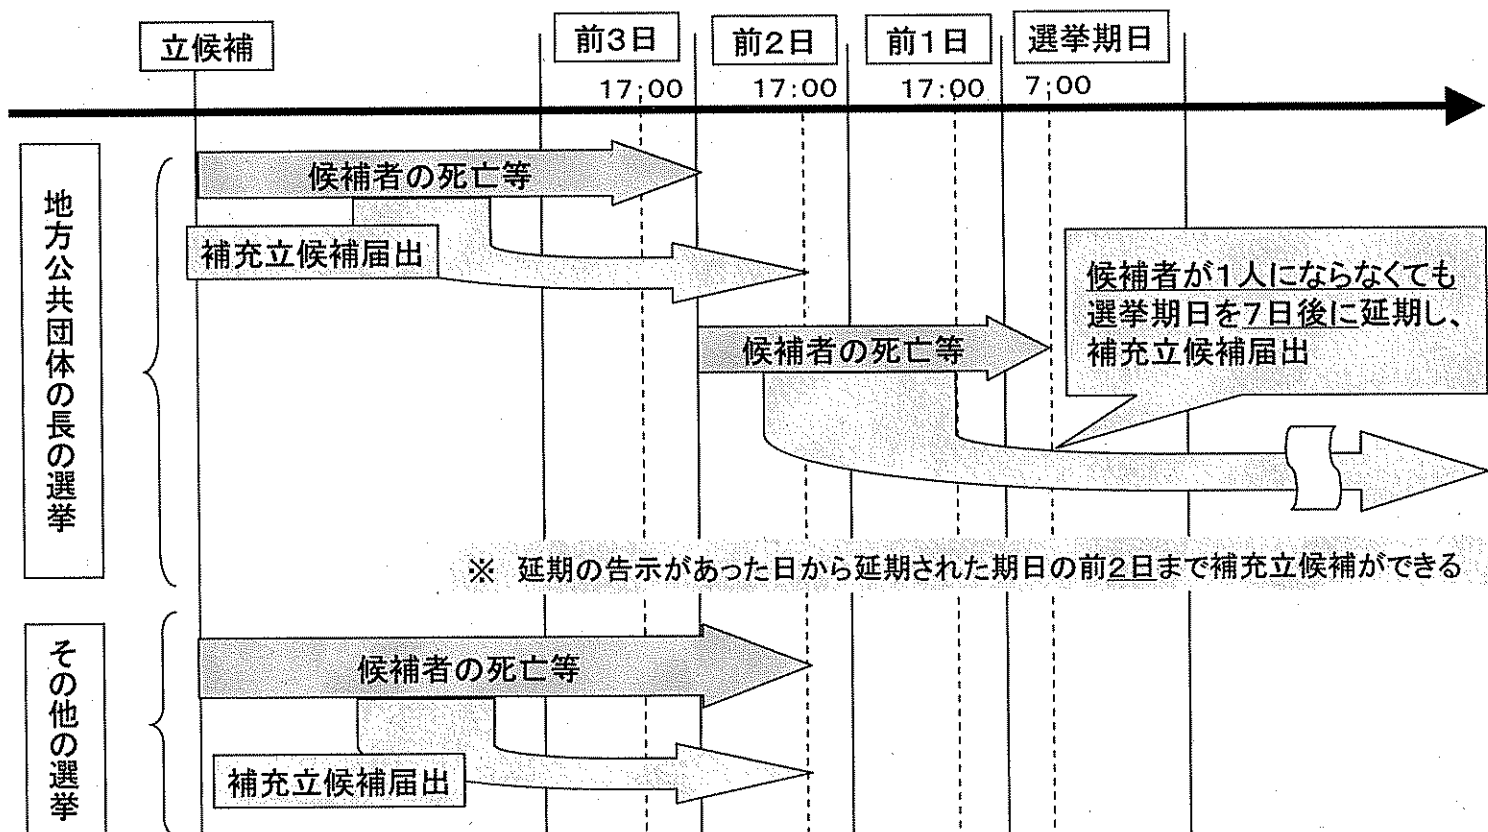 立候補
前3日
前2日
前1日
選挙期日
17:00
17:00
17:00
7:00
地方公共団体の長の選挙
候補者の死亡等
補充立候補届出
候補者の死亡等
候補者が1人にならなくても
選挙期日を7日後に延期し、
補充立候補届出
※ 延期の告示があった日から延期された期日の前2日まで補充立候補ができる
その他の選挙
候補者の死亡等
補充立候補届出